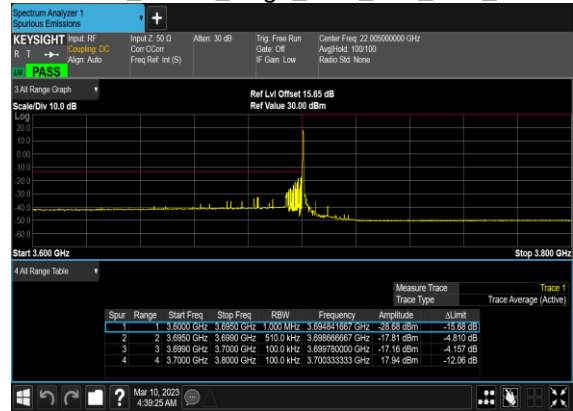 Spectrum Analyzer 1
Spurious Emissions
+
KEYSIGHT Input: RF Input Z: 50 Ω Atten: 30 dB Trig: Free Run Center Freq: 22.005000000 GHz
R T Coupling: DC Corr CCorr Gate: Off Avg|Hold: 100/100
Align: Auto Freq Ref: Int (S) IF Gain: Low Radio Std: None
PASS
3 All Range Graph
Ref Lvl Offset 15.65 dB
Scale/Div 10.0 dB Ref Value 30.00 dBm
Log
20.0
10.0
0.00
-10.0
-20.0
-30.0
-40.0
-50.0
-60.0
Start 3.600 GHz Stop 3.800 GHz
4 All Range Table
Measure Trace Trace 1
Trace Type Trace Average (Active)
Spur Range Start Freq Stop Freq RBW Frequency Amplitude ΔLimit
1 1 3.6000 GHz 3.6950 GHz 1.000 MHz 3.694841667 GHz -28.68 dBm -15.68 dB
2 2 3.6950 GHz 3.6990 GHz 510.0 kHz 3.698666667 GHz -17.81 dBm -4.810 dB
3 3 3.6990 GHz 3.7000 GHz 100.0 kHz 3.699780000 GHz -17.16 dBm -4.157 dB
4 4 3.7000 GHz 3.8000 GHz 100.0 kHz 3.700333333 GHz 17.94 dBm -12.06 dB
? Mar 10, 2023
4:39:25 AM